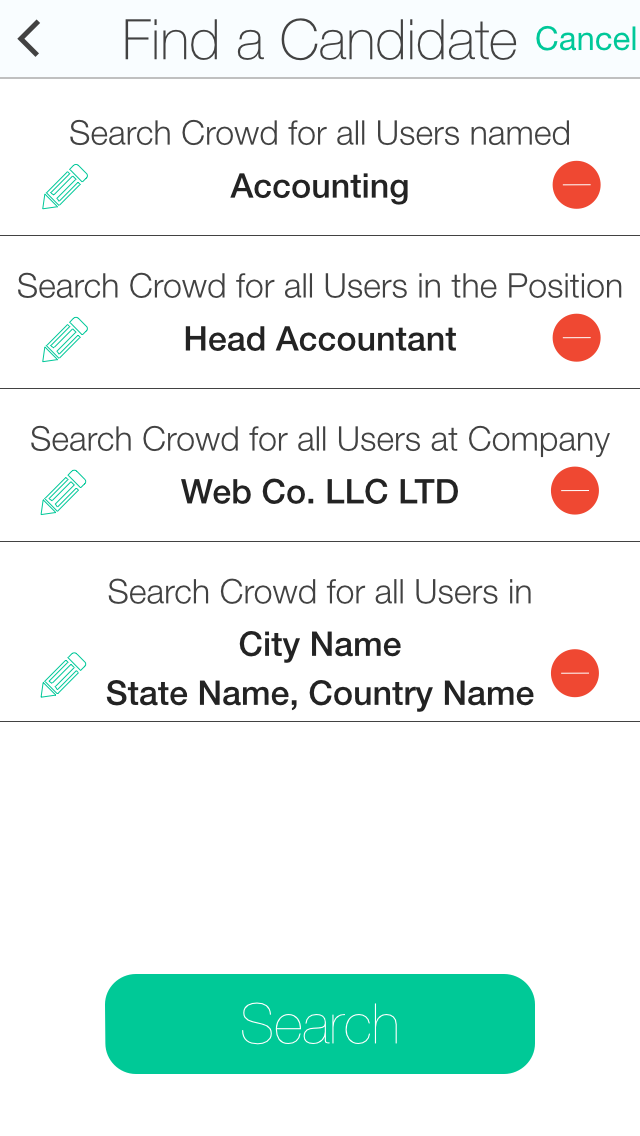 Find a Candidate Cancel
Search Crowd for all Users named
Accounting
Search Crowd for all Users in the Position
Head Accountant
Search Crowd for all Users at Company
Web Co. LLC LTD
Search Crowd for all Users in
City Name
State Name, Country Name
Search